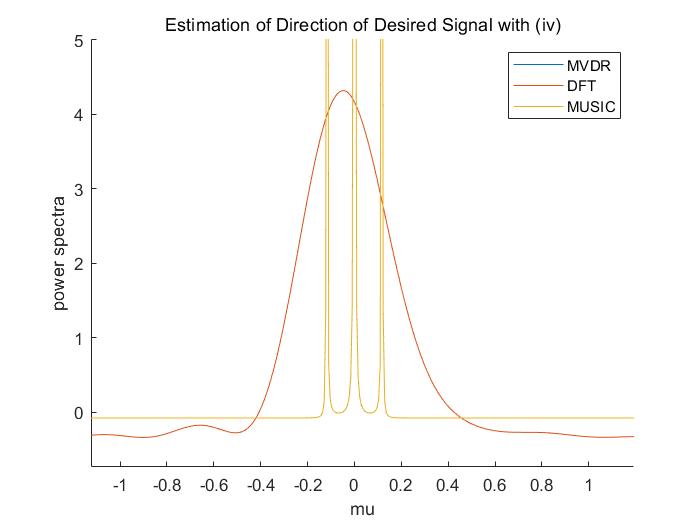 Estimation of Direction of Desired Signal with (iv)
MVDR
DFT
MUSIC
power spectra
5
4
3
2
1
0
-1 -0.8 -0.6 -0.4 -0.2 0 0.2 0.4 0.6 0.8 1
mu